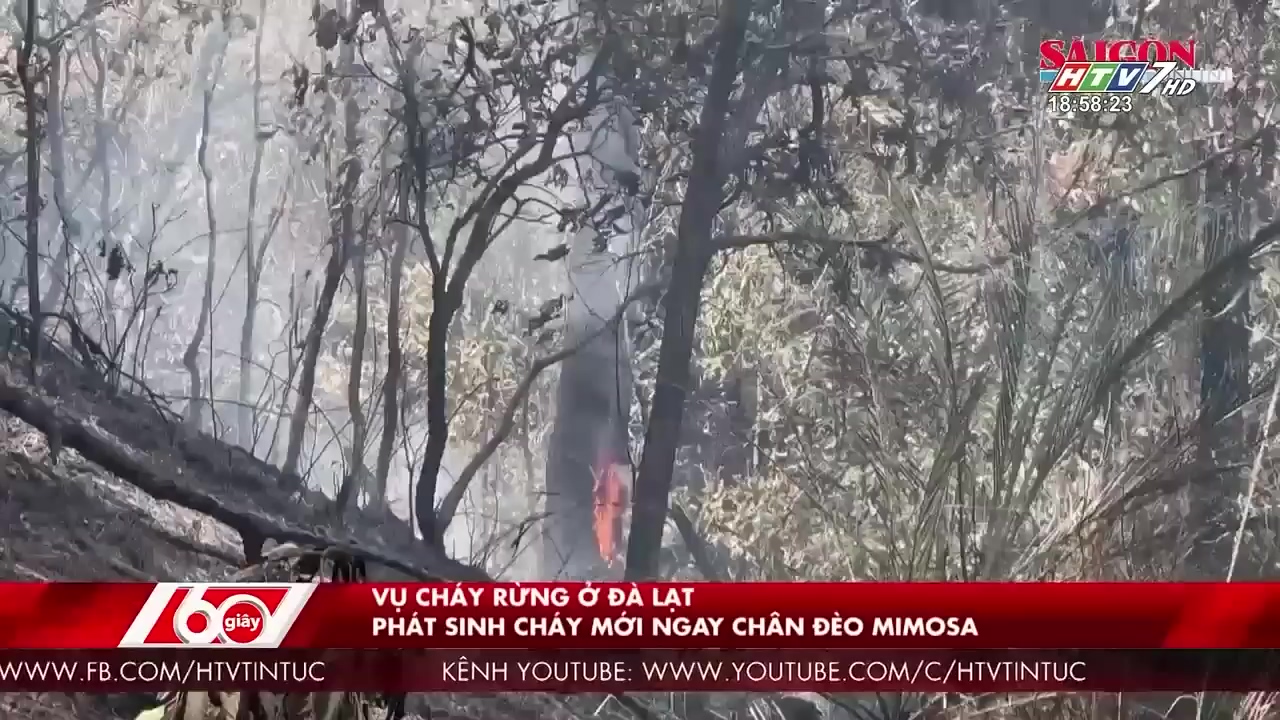 SÀIGÒN
HTV7 HD
18:58:23
60 giây
VỤ CHÁY RỪNG Ở ĐÀ LẠT
PHÁT SINH CHÁY MỚI NGAY CHÂN ĐÈO MIMOSA
WWW.FB.COM/HTVTINTUC KÊNH YOUTUBE: WWW.YOUTUBE.COM/C/HTVTINTUC